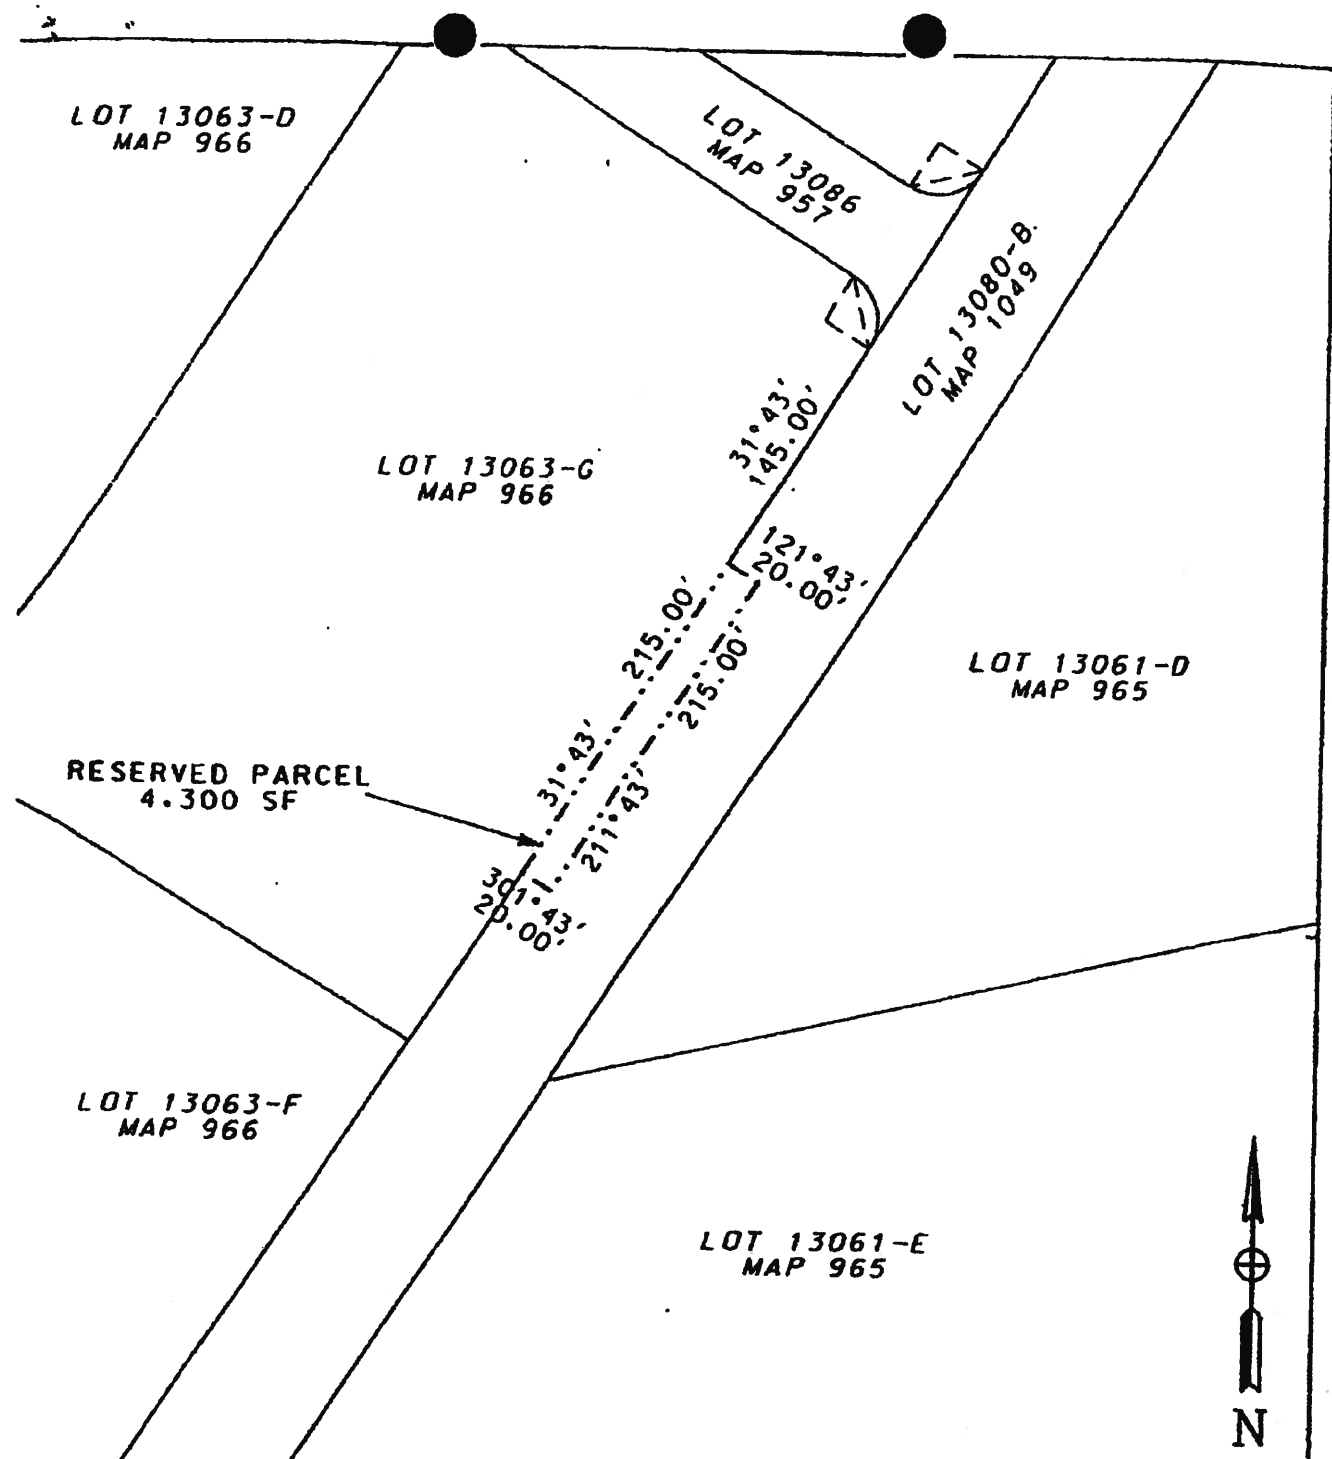 LOT 13063-D
MAP 966
LOT 13086
MAP 957
LOT 13080-B
MAP 1049
31°43'
145.00'
LOT 13063-G
MAP 966
121°43'
20.00'
215.00'
215.00'
LOT 13061-D
MAP 965
31°43'
211°43'
RESERVED PARCEL
4.300 SF
301°43'
20.00'
LOT 13063-F
MAP 966
LOT 13061-E
MAP 965
N